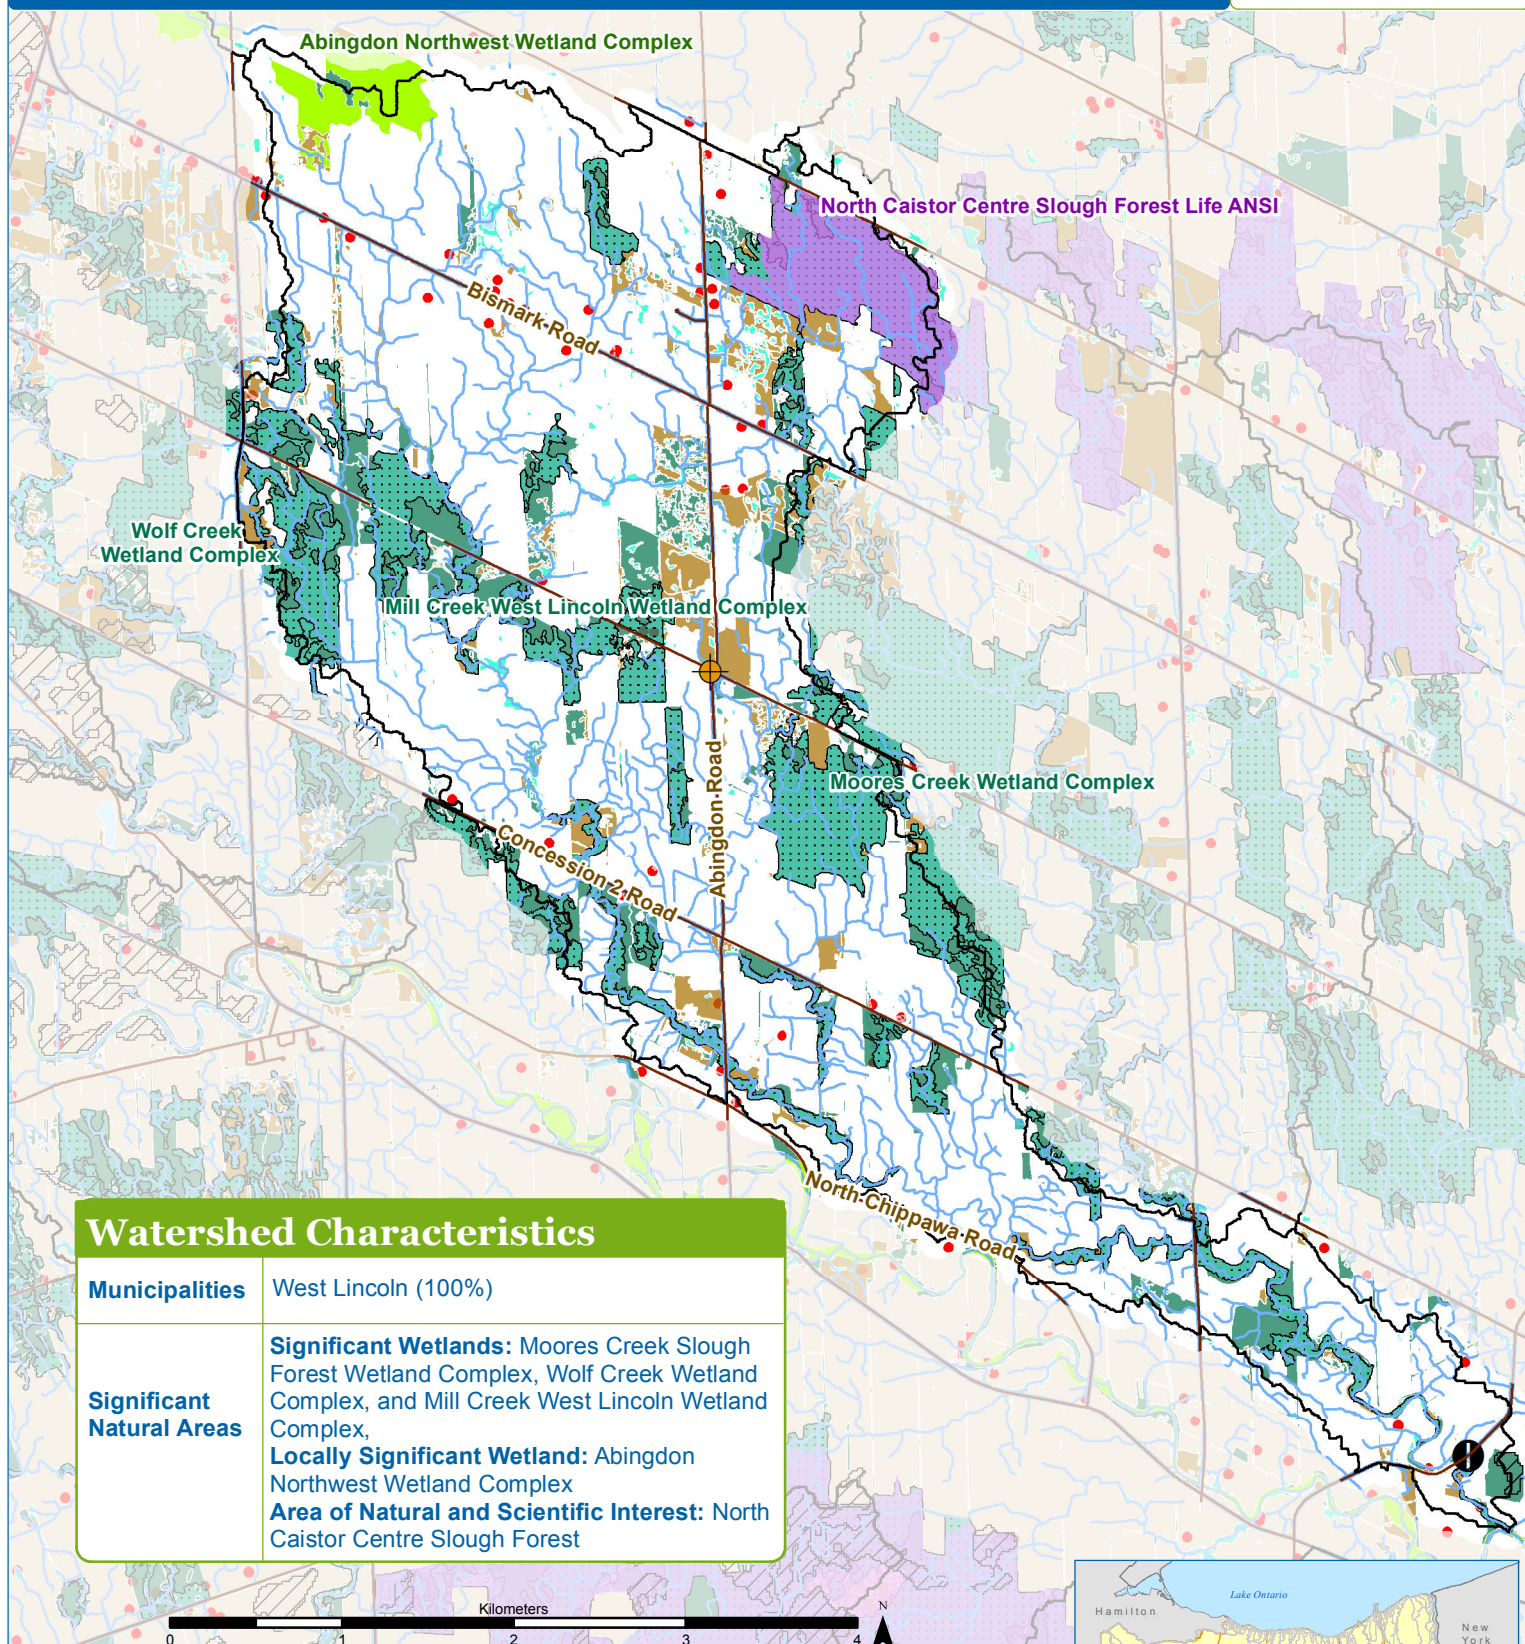 Abingdon Northwest Wetland Complex
North Caistor Centre Slough Forest Life ANSI
Bismark Road
Wolf Creek
Wetland Complex
Mill Creek West Lincoln Wetland Complex
Moores Creek Wetland Complex
Abingdon Road
Concession 2 Road
North Chippawa Road
Watershed Characteristics
Municipalities
West Lincoln (100%)
Significant
Natural Areas
Significant Wetlands: Moores Creek Slough
Forest Wetland Complex, Wolf Creek Wetland
Complex, and Mill Creek West Lincoln Wetland
Complex,
Locally Significant Wetland: Abingdon
Northwest Wetland Complex
Area of Natural and Scientific Interest: North
Caistor Centre Slough Forest
Kilometers
0 1 2 3 4
N
Lake Ontario
Hamilton
New
York